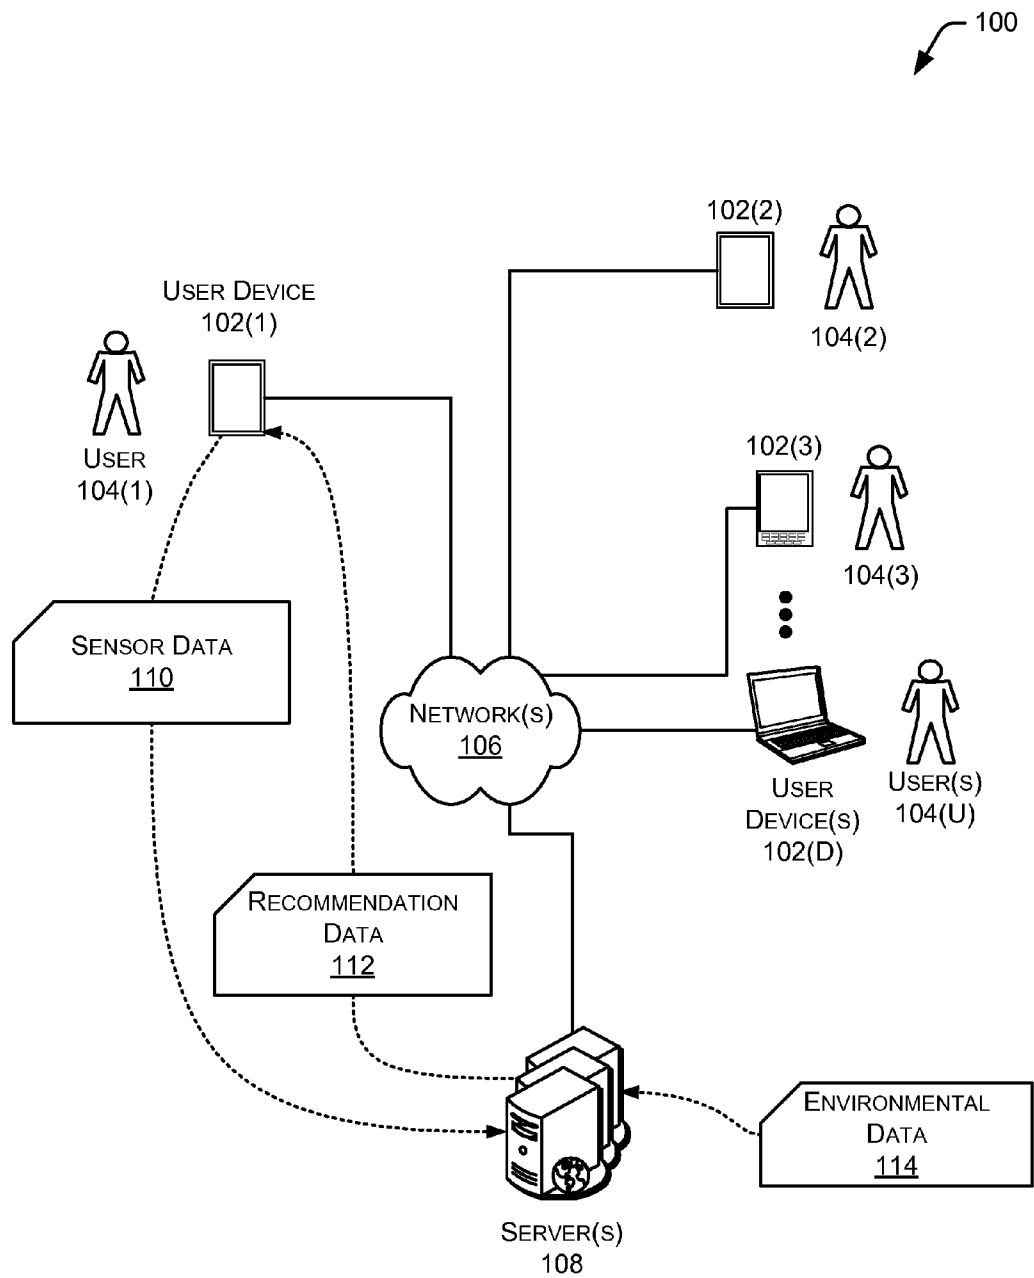 100
102(2)
104(2)
USER DEVICE
102(1)
USER
104(1)
102(3)
104(3)
SENSOR DATA
110
NETWORK(S)
106
USER
DEVICE(S)
102(D)
USER(S)
104(U)
RECOMMENDATION
DATA
112
ENVIRONMENTAL
DATA
114
SERVER(S)
108